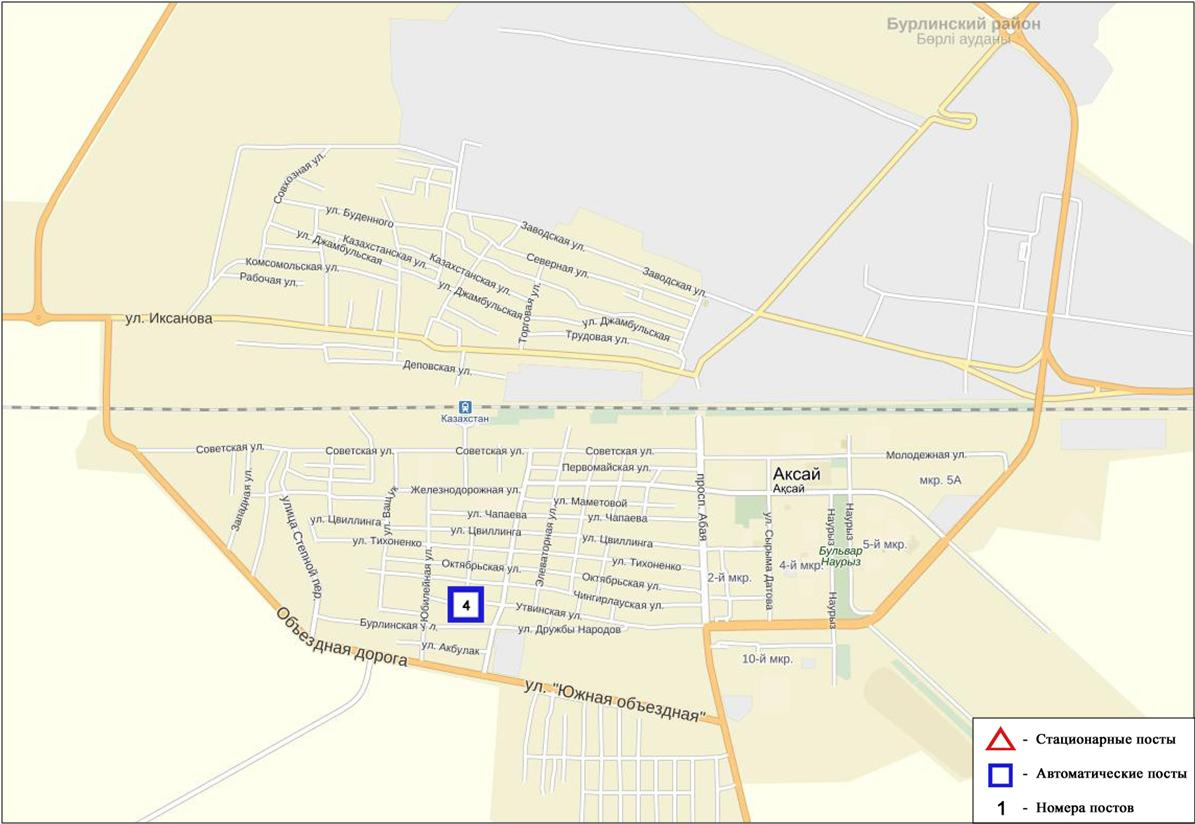 Бурлинский район
Бөрлі ауданы
Совхозная ул.
ул. Буденного
Заводская ул.
ул. Джамбульская
Казахстанская ул.
Казахстанская ул.
Северная ул.
Заводская ул.
Комсомольская ул.
Рабочая ул.
ул. Джамбульская
Торговая ул.
ул. Иксанова
ул. Джамбульская
Трудовая ул.
Деповская ул.
Казахстан
Советская ул.
Советская ул.
Советская ул.
Советская ул.
Молодежная ул.
Первомайская ул.
Аксай
Ақсай
мкр. 5А
Западная ул.
улица Степной пер.
ул. Ващук
Железнодорожная ул.
ул. Маметовой
просп. Абая
ул. Чапаева
ул. Чапаева
ул. Цвиллинга
ул. Цвиллинга
ул. Цвиллинга
ул. Тихоненко
ул. Тихоненко
Элеваторная ул.
ул. Сырыма Датова
Наурыз
Наурыз
5-й мкр.
Бульвар
Наурыз
4-й мкр.
2-й мкр.
Октябрьская ул.
Октябрьская ул.
Юбилейная ул.
4
Чингирлауская ул.
Утвинская ул.
Наурыз
Бурлинская ул.
ул. Дружбы Народов
ул. Акбулак
10-й мкр.
Объездная дорога
ул. "Южная объездная"
- Стационарные посты
- Автоматические посты
1 - Номера постов